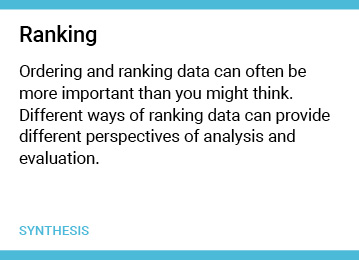 Ranking
Ordering and ranking data can often be
more important than you might think.
Different ways of ranking data can provide
different perspectives of analysis and
evaluation.
SYNTHESIS